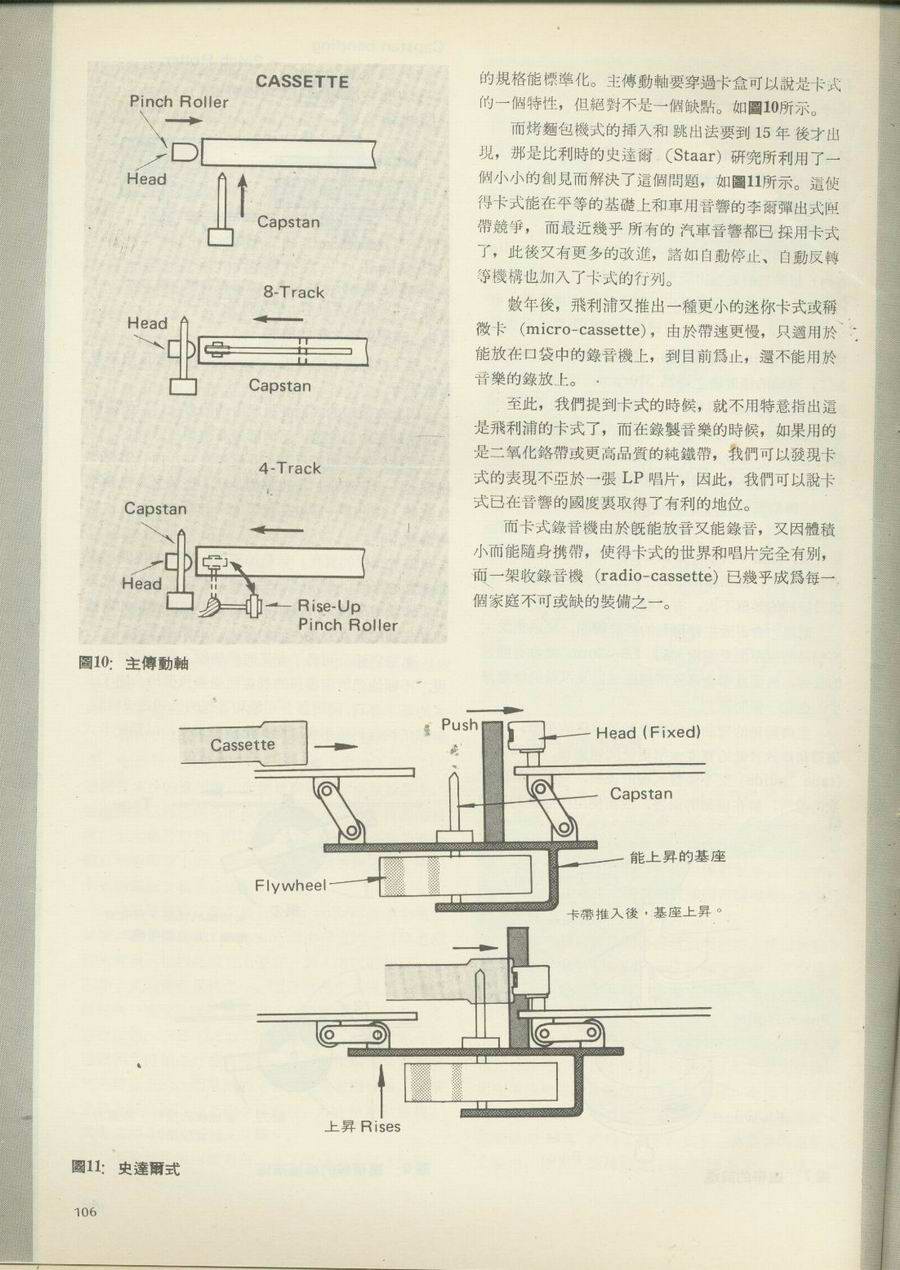 CASSETTE
Pinch Roller
Head
Capstan
8-Track
Head
Capstan
4-Track
Capstan
Head
Rise-Up
Pinch Roller
圖10: 主傳動軸
的規格能標準化。主傳動軸要穿過卡盒可以說是卡式
的一個特性，但絕對不是一個缺點。如圖10所示。
而烤麵包機式的挿入和跳出法要到 15 年後才出
現，那是比利時的史達爾 (Staar) 研究所利用了一
個小小的創見而解決了這個問題，如圖11所示。這使
得卡式能在平等的基礎上和車用音響的李爾彈出式匣
帶競爭，而最近幾乎所有的汽車音響都已採用卡式
了，此後又有更多的改進，諸如自動停止、自動反轉
等機構也加入了卡式的行列。
數年後，飛利浦又推出一種更小的迷你卡式或稱
微卡 (micro-cassette)，由於帶速更慢，只適用於
能放在口袋中的錄音機上，到目前爲止，還不能用於
音樂的錄放上。
至此，我們提到卡式的時候，就不用特意指出這
是飛利浦的卡式了，而在錄製音樂的時候，如果用的
是二氧化鉻帶或更高品質的純鐵帶，我們可以發現卡
式的表現不亞於一張 LP 唱片，因此，我們可以說卡
式已在音響的國度裏取得了有利的地位。
而卡式錄音機由於旣能放音又能錄音，又因體積
小而能隨身携帶，使得卡式的世界和唱片完全有別，
而一架收錄音機 (radio-cassette) 已幾乎成爲每一
個家庭不可或缺的裝備之一。
Cassette
Push
Head (Fixed)
Capstan
能上昇的基座
Flywheel
卡帶推入後，基座上昇。
上昇 Rises
圖11: 史達爾式
106